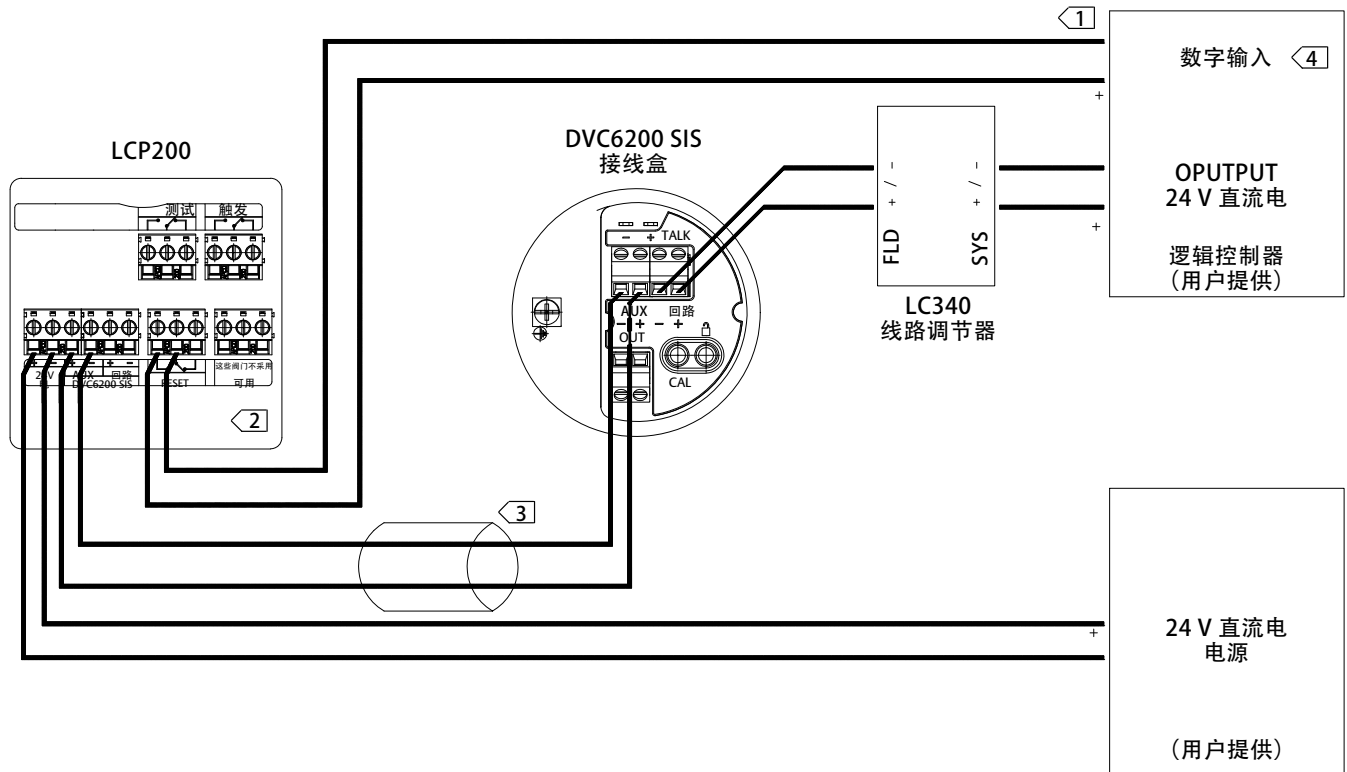 1
数字输入 4
+
LCP200
DVC6200 SIS
接线盒
测试 触发
- + TALK
AUX 回路
- + - +
OUT
CAL
FLD
+ / -
SYS
+ / -
LC340
线路调节器
OPUTPUT
24 V 直流电
+
逻辑控制器
(用户提供)
+ - + - + -
AUX 回路
DVC6200 SIS
RESET
这些阀门不采用
可用
2
3
+
24 V 直流电
电源
(用户提供)